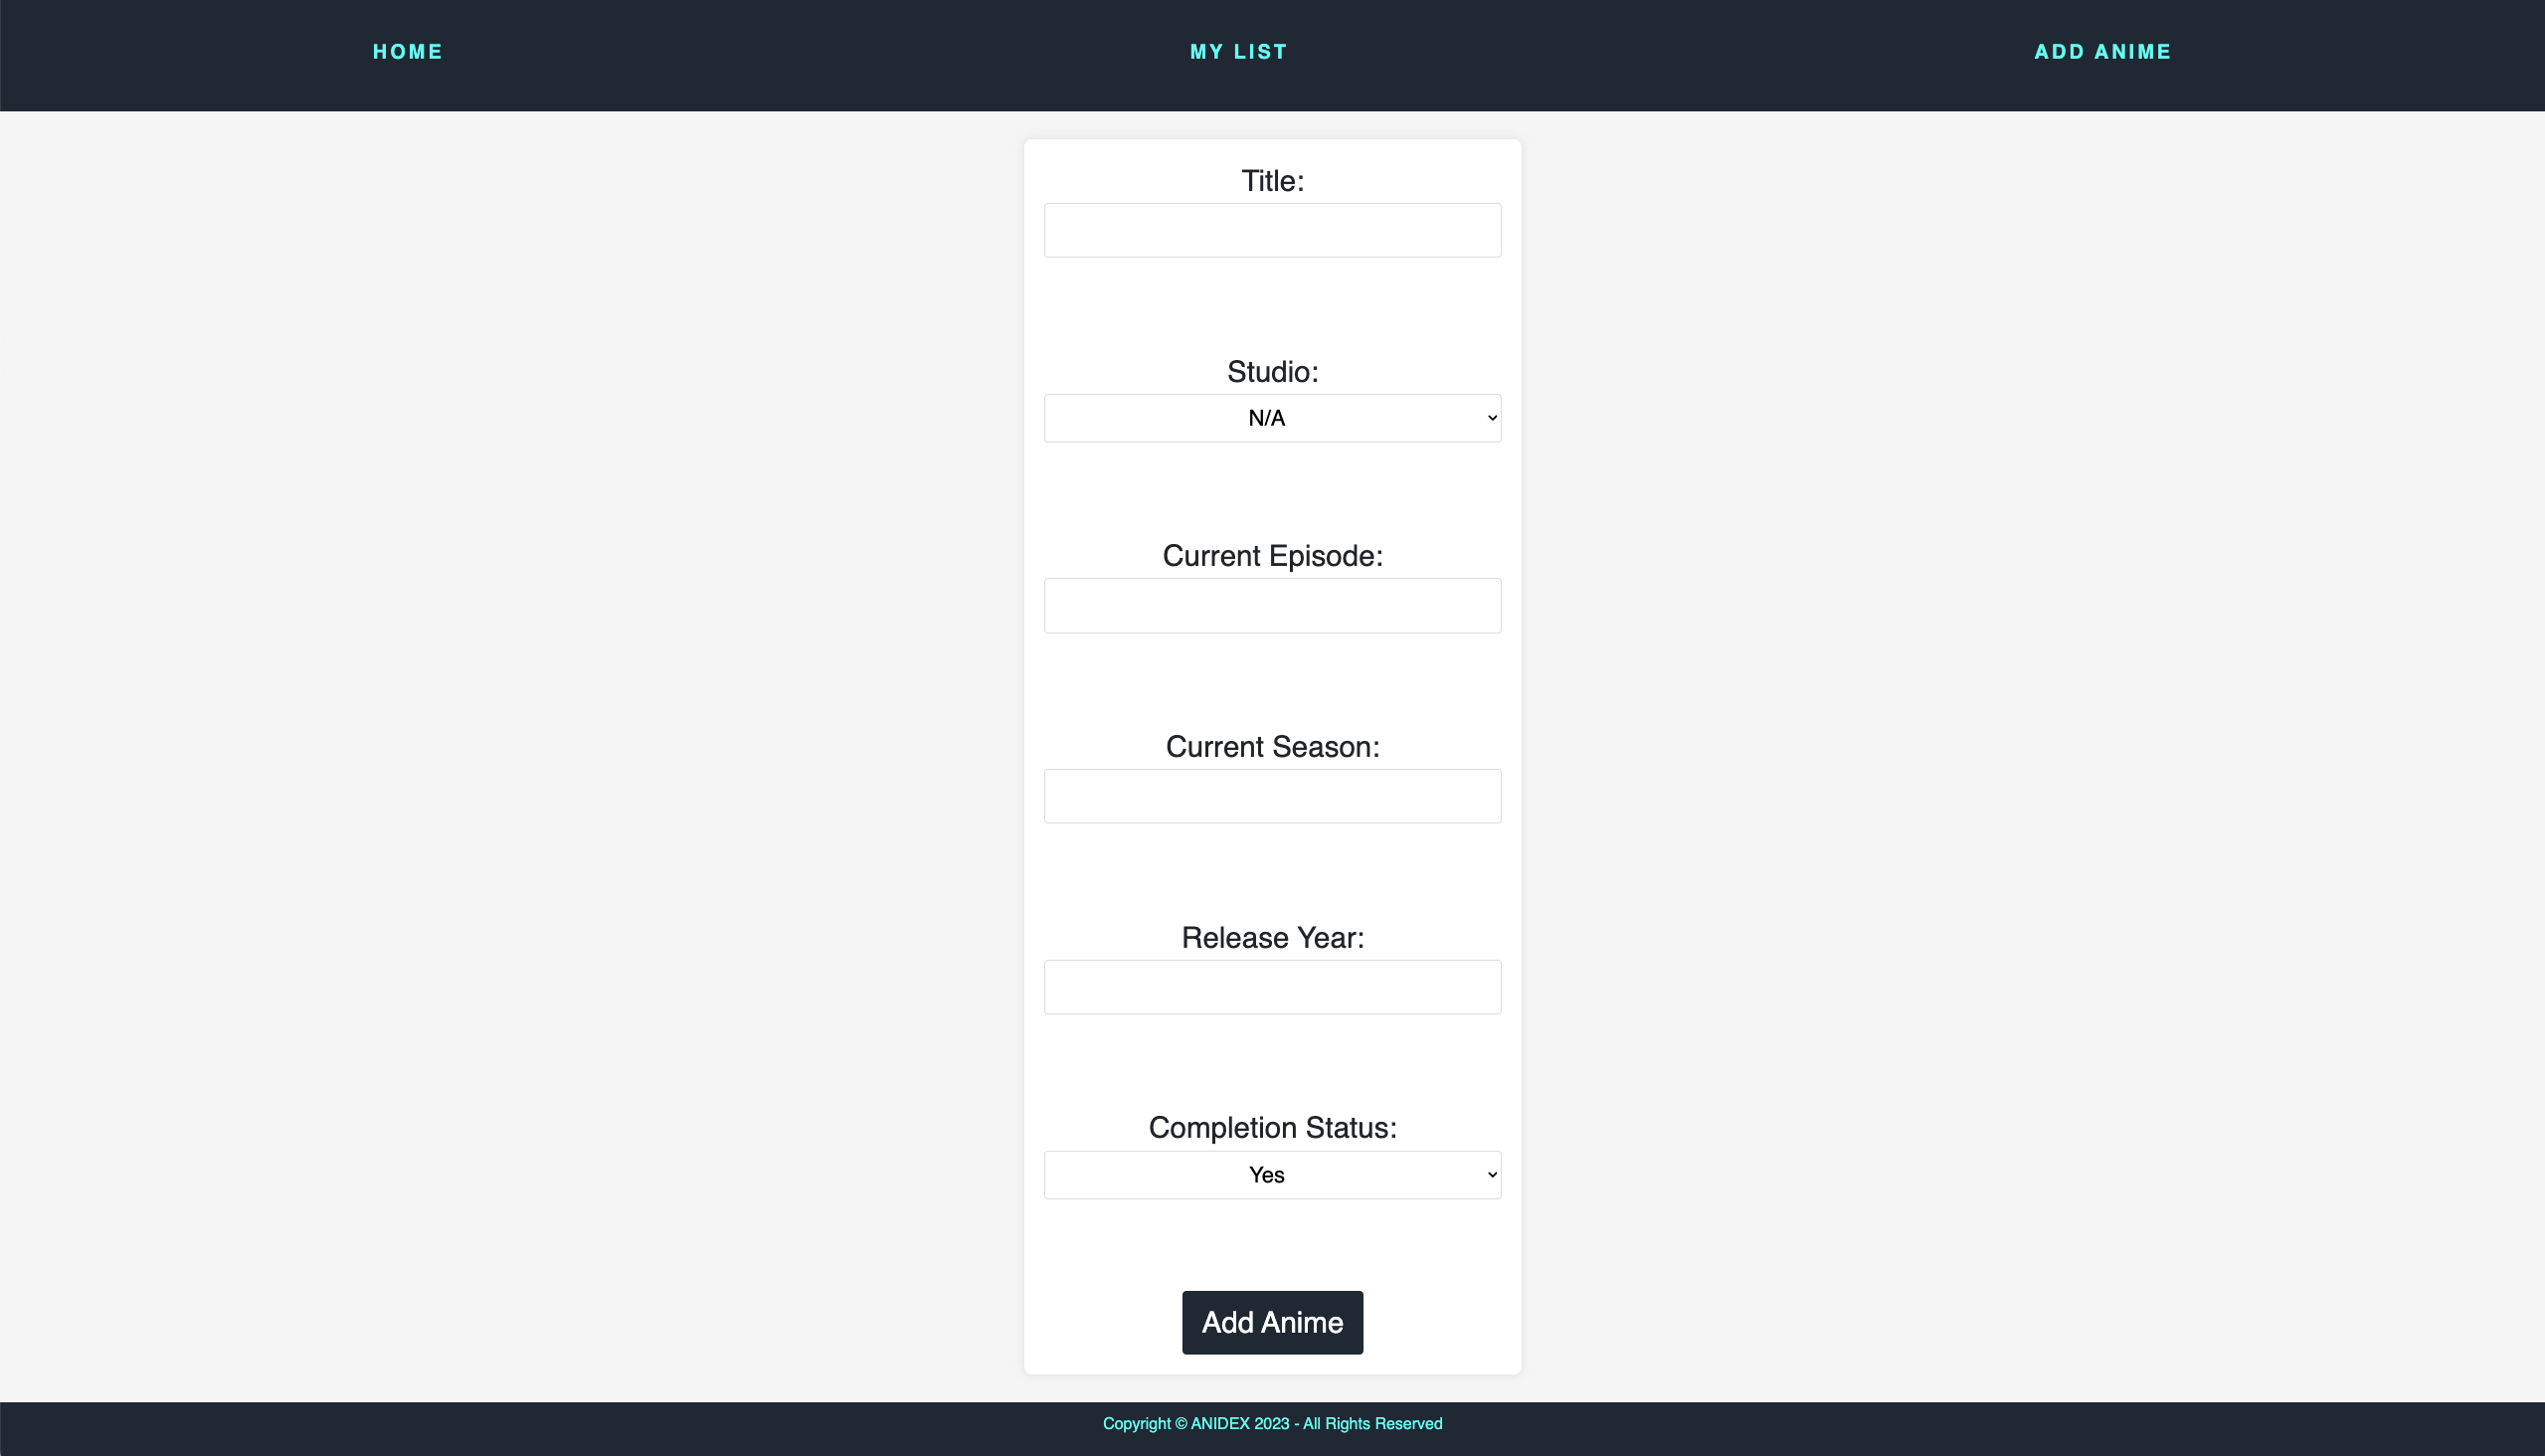 HOME MY LIST ADD ANIME
Title:
Studio:
N/A
Current Episode:
Current Season:
Release Year:
Completion Status:
Yes
Add Anime
Copyright © ANIDEX 2023 - All Rights Reserved